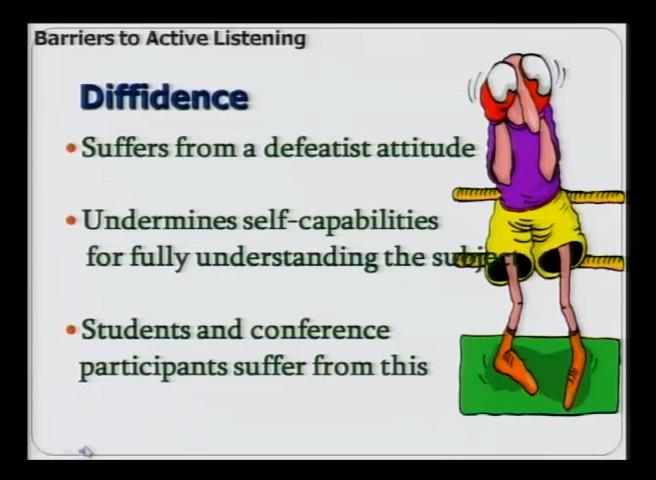 Barriers to Active Listening
Diffidence
• Suffers from a defeatist attitude
• Undermines self-capabilities
for fully understanding the subject
• Students and conference
participants suffer from this